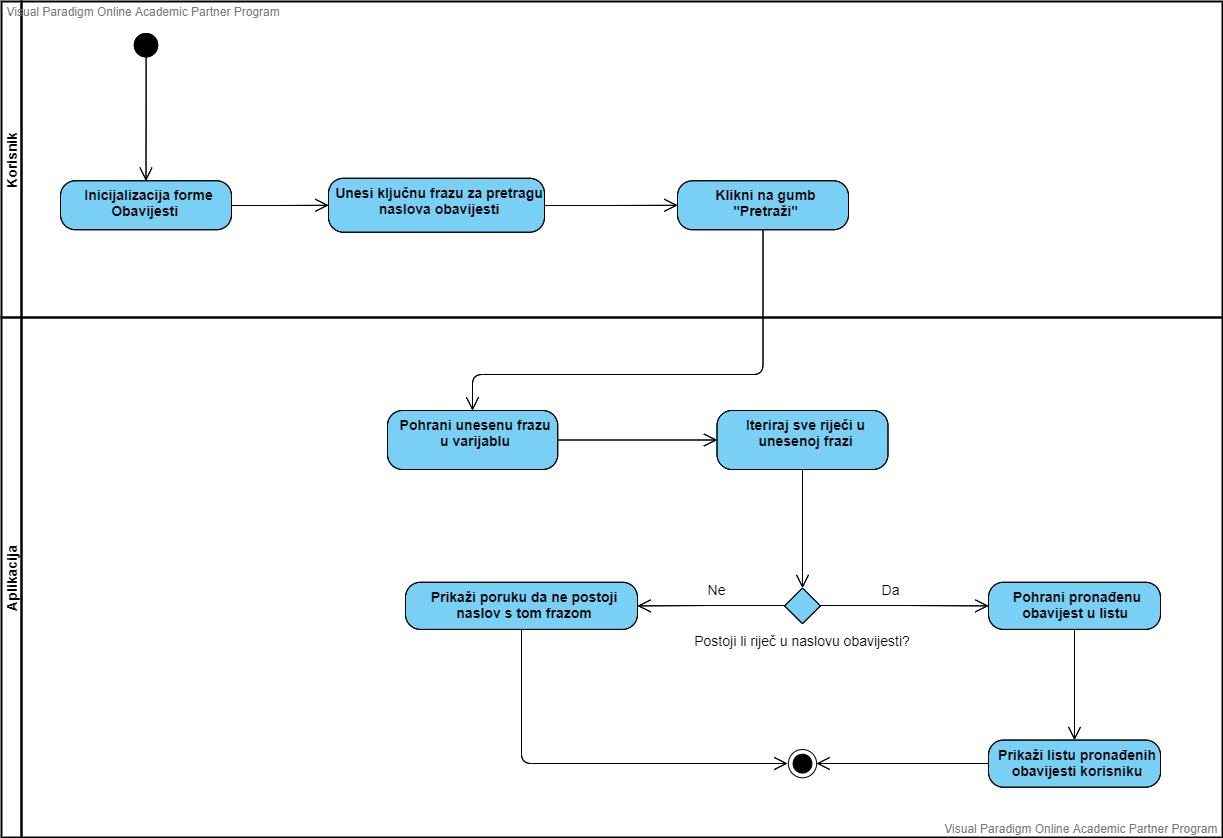 Visual Paradigm Online Academic Partner Program
Korisnik
Inicijalizacija forme
Obavijesti
Unesi ključnu frazu za pretragu
naslova obavijesti
Klikni na gumb
"Pretraži"
Aplikacija
Pohrani unesenu frazu
u varijablu
Iteriraj sve riječi u
unesenoj frazi
Prikaži poruku da ne postoji
naslov s tom frazom
Ne
Da
Pohrani pronađenu
obavijest u listu
Postoji li riječ u naslovu obavijesti?
Prikaži listu pronađenih
obavijesti korisniku
Visual Paradigm Online Academic Partner Program